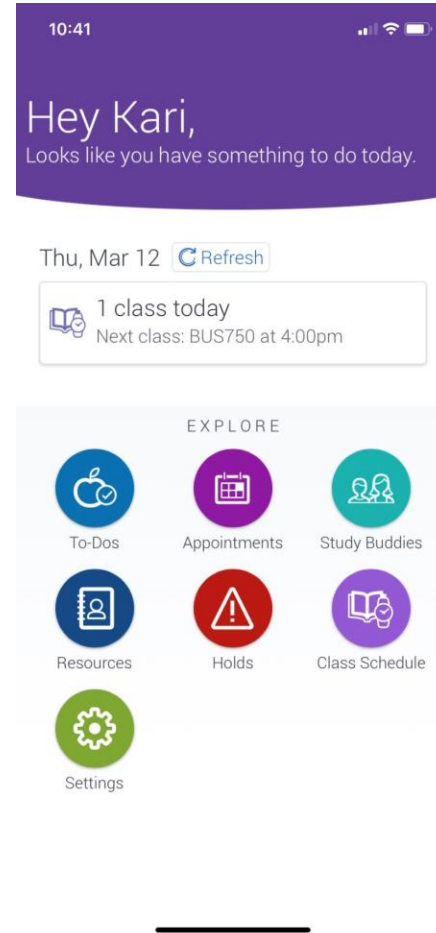 10:41
Hey Kari,
Looks like you have something to do today.
Thu, Mar 12 Refresh
1 class today
Next class: BUS750 at 4:00pm
EXPLORE
To-Dos Appointments Study Buddies
Resources Holds Class Schedule
Settings